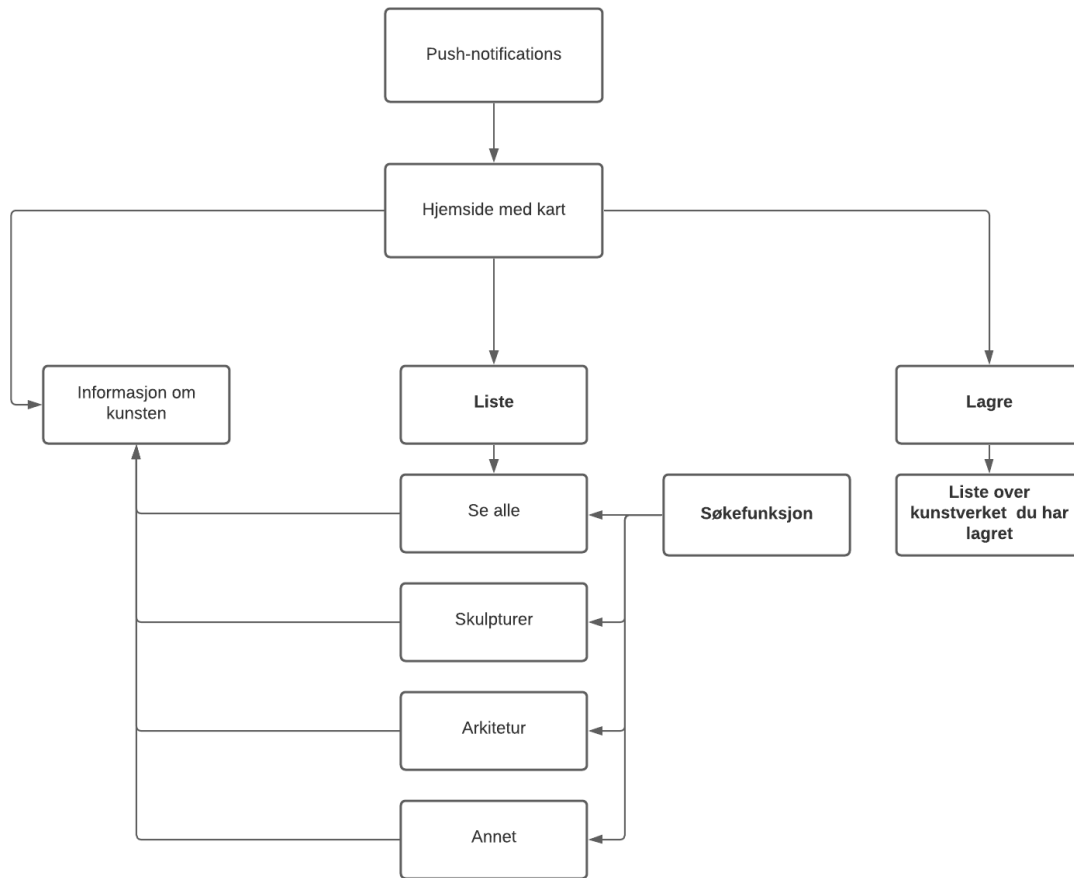 Push-notifications
Hjemside med kart
Informasjon om
kunsten
Liste
Lagre
Se alle
Søkefunksjon
Liste over
kunstverket du har
lagret
Skulpturer
Arkitetur
Annet